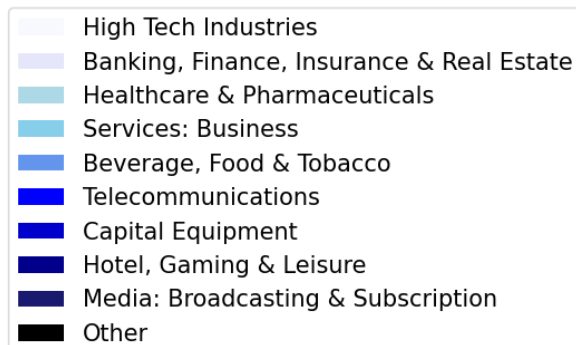 High Tech Industries
Banking, Finance, Insurance & Real Estate
Healthcare & Pharmaceuticals
Services: Business
Beverage, Food & Tobacco
Telecommunications
Capital Equipment
Hotel, Gaming & Leisure
Media: Broadcasting & Subscription
Other